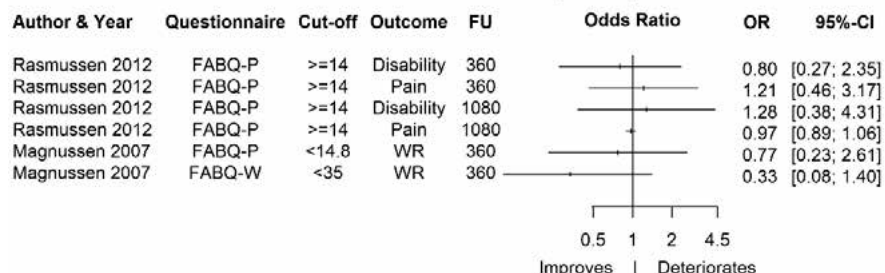 Author & Year Questionnaire Cut-off Outcome FU Odds Ratio OR 95%-CI
Rasmussen 2012 FABQ-P >=14 Disability 360 0.80 [0.27; 2.35]
Rasmussen 2012 FABQ-P >=14 Pain 360 1.21 [0.46; 3.17]
Rasmussen 2012 FABQ-P >=14 Disability 1080 1.28 [0.38; 4.31]
Rasmussen 2012 FABQ-P >=14 Pain 1080 0.97 [0.89; 1.06]
Magnussen 2007 FABQ-P <14.8 WR 360 0.77 [0.23; 2.61]
Magnussen 2007 FABQ-W <35 WR 360 0.33 [0.08; 1.40]
0.5 1 2 4.5
Improves | Deteriorates